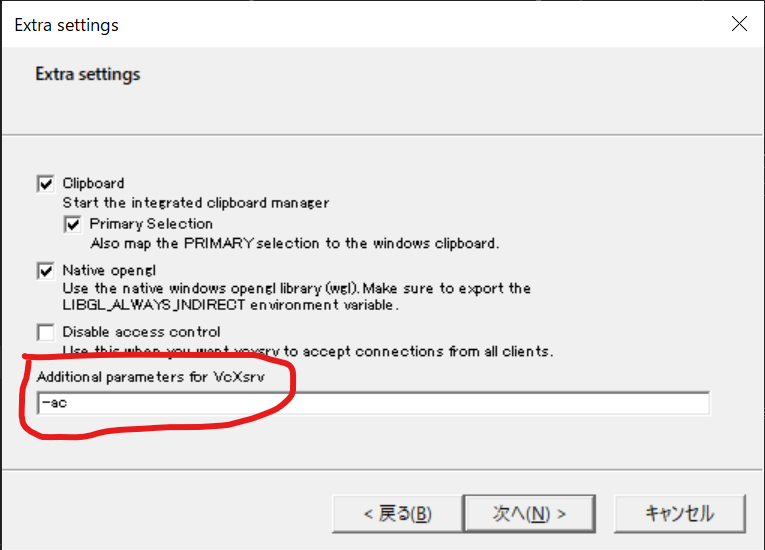 Extra settings
Extra settings
Clipboard
Start the integrated clipboard manager
Primary Selection
Also map the PRIMARY selection to the windows clipboard.
Native opengl
Use the native windows opengl library (wgl). Make sure to export the
LIBGL_ALWAYS_INDIRECT environment variable.
Disable access control
Use this when you want vcxsrv to accept connections from all clients.
Additional parameters for VcXsrv
-ac
< 戻る(B) 次へ(N) > キャンセル